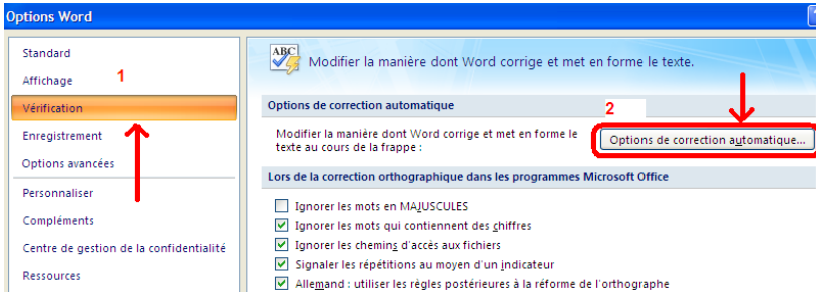 Options Word
Standard
Affichage
1
Vérification
Enregistrement
Options avancées
Personnaliser
Compléments
Centre de gestion de la confidentialité
Ressources
ABC
Modifier la manière dont Word corrige et met en forme le texte.
Options de correction automatique
2
Modifier la manière dont Word corrige et met en forme le
texte au cours de la frappe :
Options de correction automatique...
Lors de la correction orthographique dans les programmes Microsoft Office
Ignorer les mots en MAJUSCULES
Ignorer les mots qui contiennent des chiffres
Ignorer les chemins d'accès aux fichiers
Signaler les répétitions au moyen d'un indicateur
Allemand : utiliser les règles postérieures à la réforme de l'orthographe